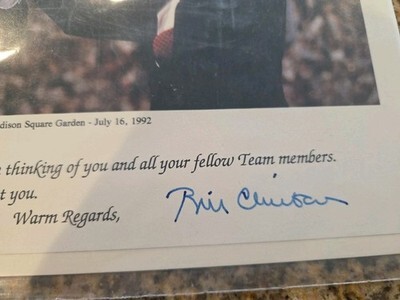 dison Square Garden - July 16, 1992
thinking of you and all your fellow Team members.
t you.
Warm Regards,
Bill Clinton